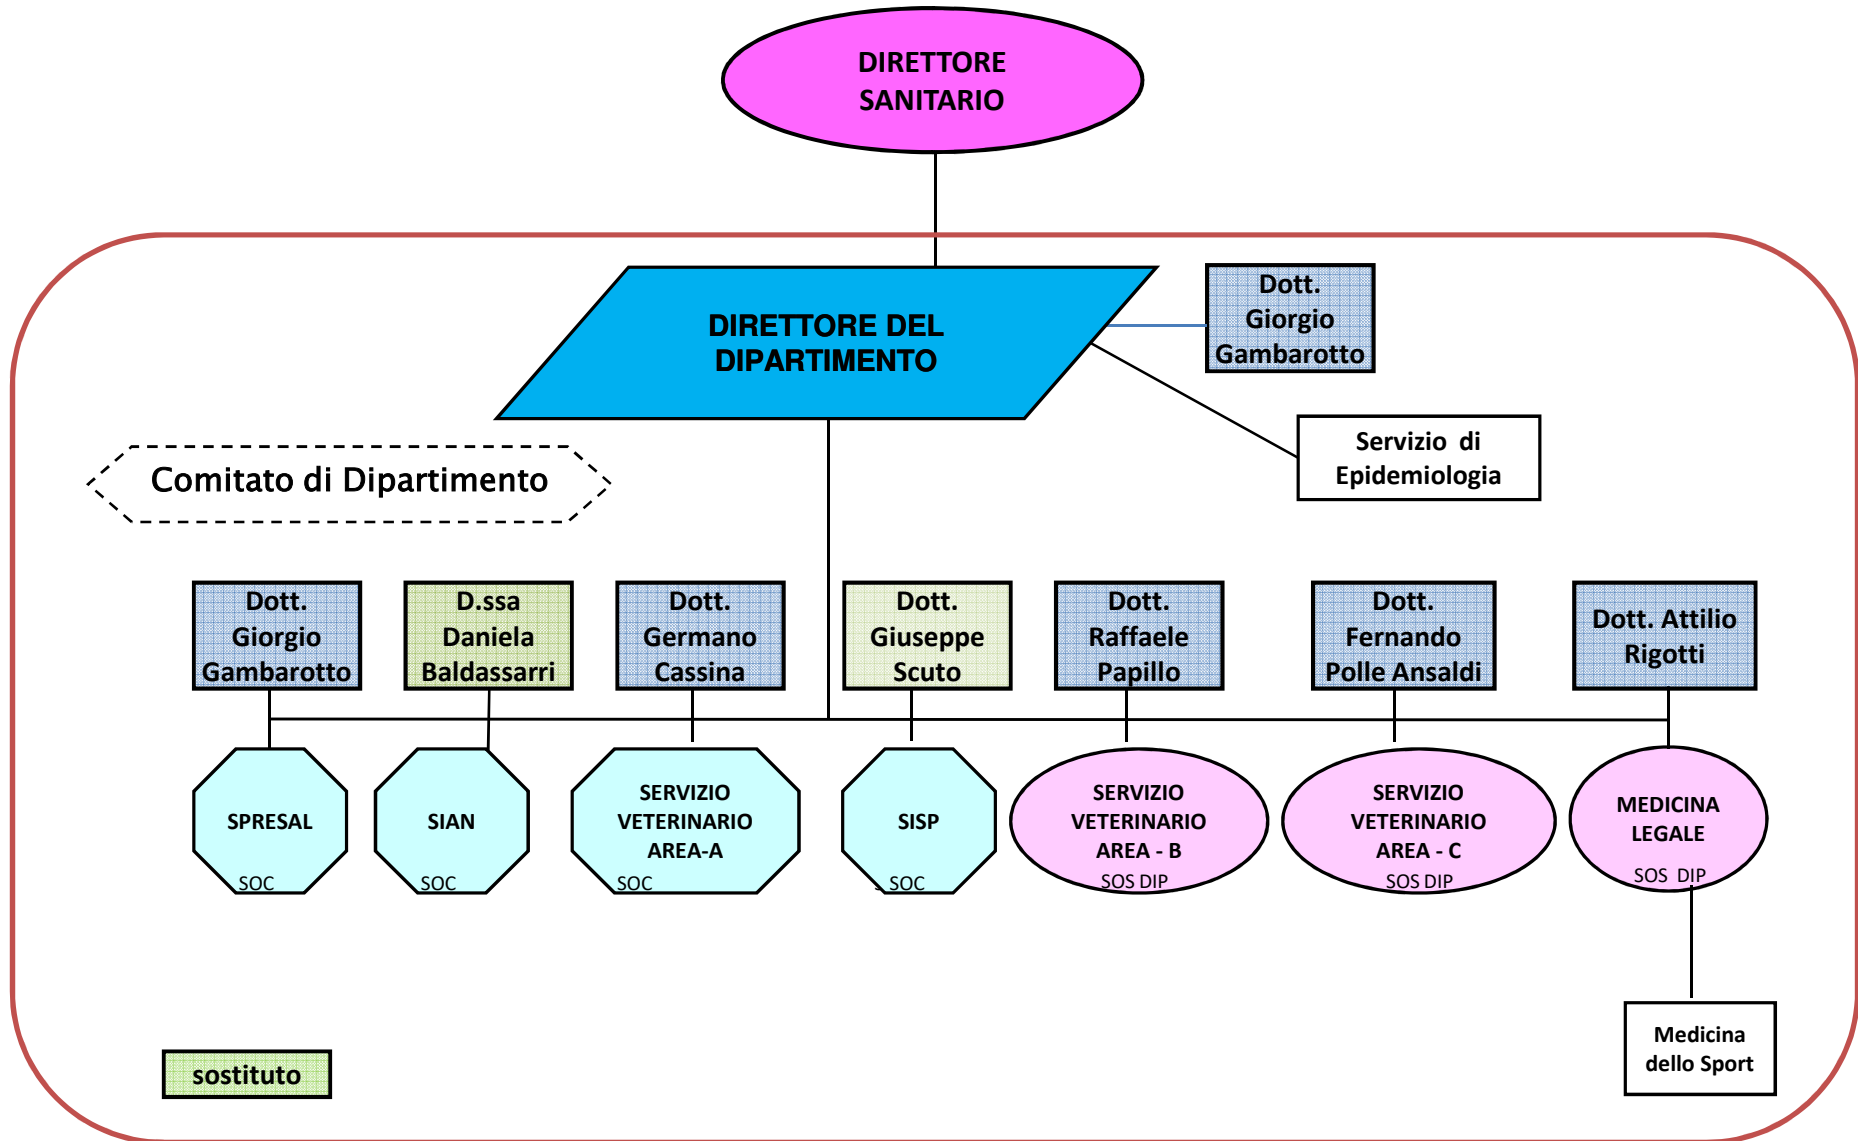 DIRETTORE
SANITARIO
DIRETTORE DEL
DIPARTIMENTO
Dott.
Giorgio
Gambarotto
Servizio di
Epidemiologia
Comitato di Dipartimento
Dott.
Giorgio
Gambarotto
D.ssa
Daniela
Baldassarri
Dott.
Germano
Cassina
Dott.
Giuseppe
Scuto
Dott.
Raffaele
Papillo
Dott.
Fernando
Polle Ansaldi
Dott. Attilio
Rigotti
SPRESAL
SOC
SIAN
SOC
SERVIZIO
VETERINARIO
AREA-A
SOC
SISP
SOC
SERVIZIO
VETERINARIO
AREA - B
SOS DIP
SERVIZIO
VETERINARIO
AREA - C
SOS DIP
MEDICINA
LEGALE
SOS DIP
Medicina
dello Sport
sostituto